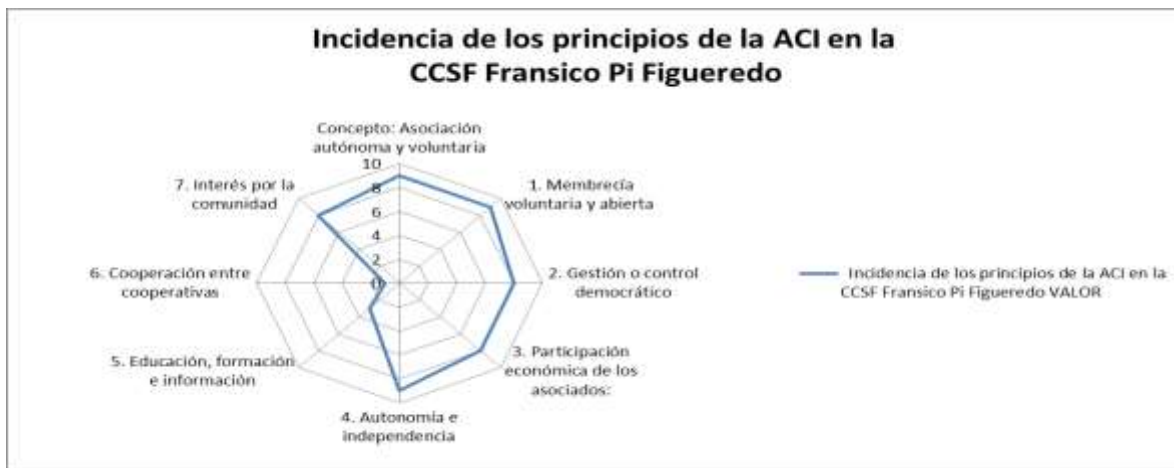 Incidencia de los principios de la ACI en la
CCSF Fransico Pi Figueredo
Concepto: Asociación
autónoma y voluntaria
10
8
6
4
2
0
1. Membrecía
voluntaria y abierta
2. Gestión o control
democrático
3. Participación
económica de los
asociados:
4. Autonomía e
independencia
5. Educación, formación
e información
6. Cooperación entre
cooperativas
7. Interés por la
comunidad
Incidencia de los principios de la ACI en la
CCSF Fransico Pi Figueredo VALOR